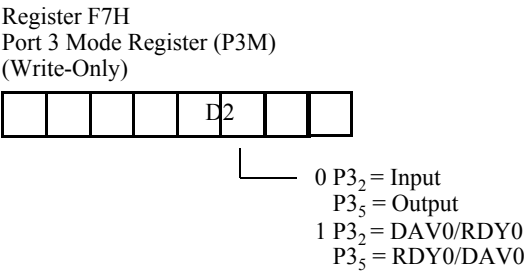 Register F7H
Port 3 Mode Register (P3M)
(Write-Only)
D2
0 P3₂ = Input
P3₅ = Output
1 P3₂ = DAV0/RDY0
P3₅ = RDY0/DAV0